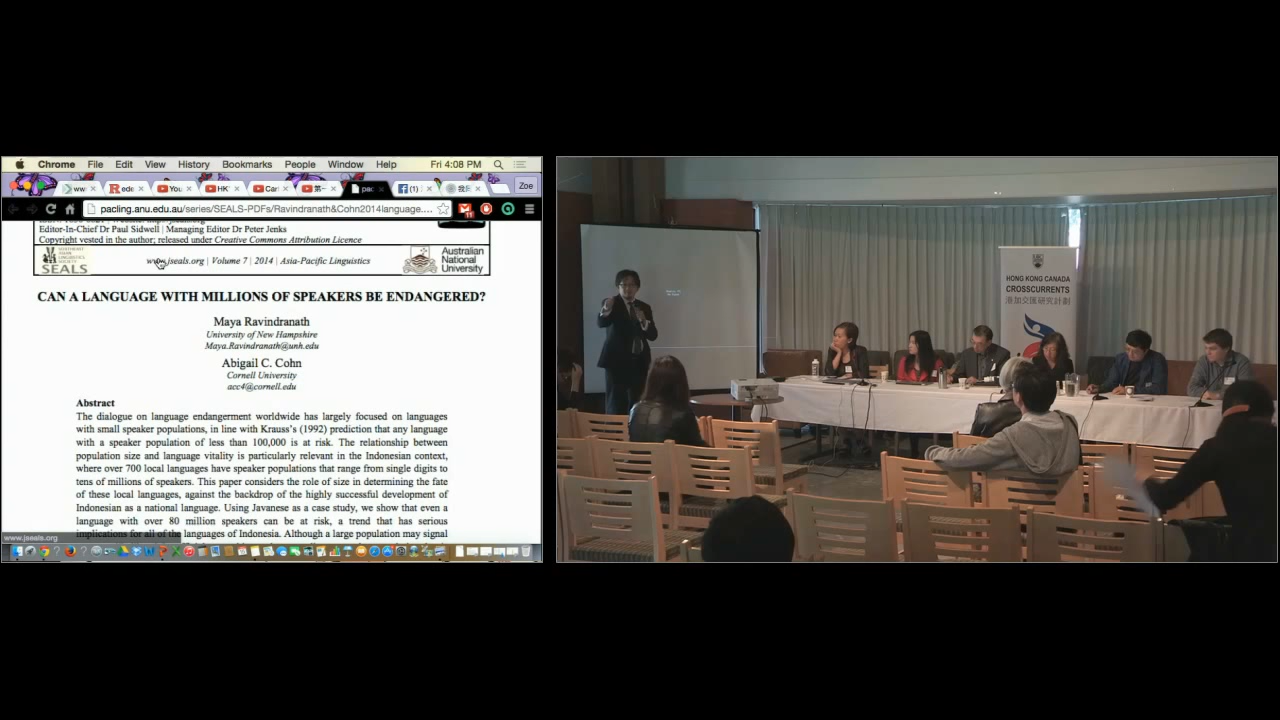 Chrome File Edit View History Bookmarks People Window Help Fri 4:08 PM
Zoe
pacling.anu.edu.au/series/SEALS-PDFs/Ravindranath&Cohn2014language....
Editor-In-Chief Dr Paul Sidwell | Managing Editor Dr Peter Jenks
Copyright vested in the author; released under Creative Commons Attribution Licence
SEALS
www.jseals.org | Volume 7 | 2014 | Asia-Pacific Linguistics
Australian
National
University
CAN A LANGUAGE WITH MILLIONS OF SPEAKERS BE ENDANGERED?
Maya Ravindranath
University of New Hampshire
Maya.Ravindranath@unh.edu
Abigail C. Cohn
Cornell University
acc4@cornell.edu
Abstract
The dialogue on language endangerment worldwide has largely focused on languages
with small speaker populations, in line with Krauss's (1992) prediction that any language
with a speaker population of less than 100,000 is at risk. The relationship between
population size and language vitality is particularly relevant in the Indonesian context,
where over 700 local languages have speaker populations that range from single digits to
tens of millions of speakers. This paper considers the role of size in determining the fate
of these local languages, against the backdrop of the highly successful development of
Indonesian as a national language. Using Javanese as a case study, we show that even a
language with over 80 million speakers can be at risk, a trend that has serious
implications for all of the languages of Indonesia. Although a large population may signal
www.jseals.org
UBC
HONG KONG CANADA
CROSSCURRENTS
港加交匯研究計劃